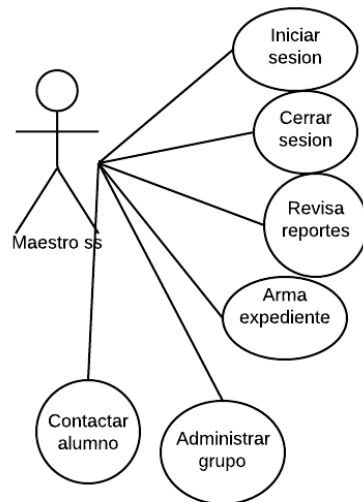 Iniciar
sesion
Cerrar
sesion
Revisa
reportes
Maestro ss
Arma
expediente
Contactar
alumno
Administrar
grupo